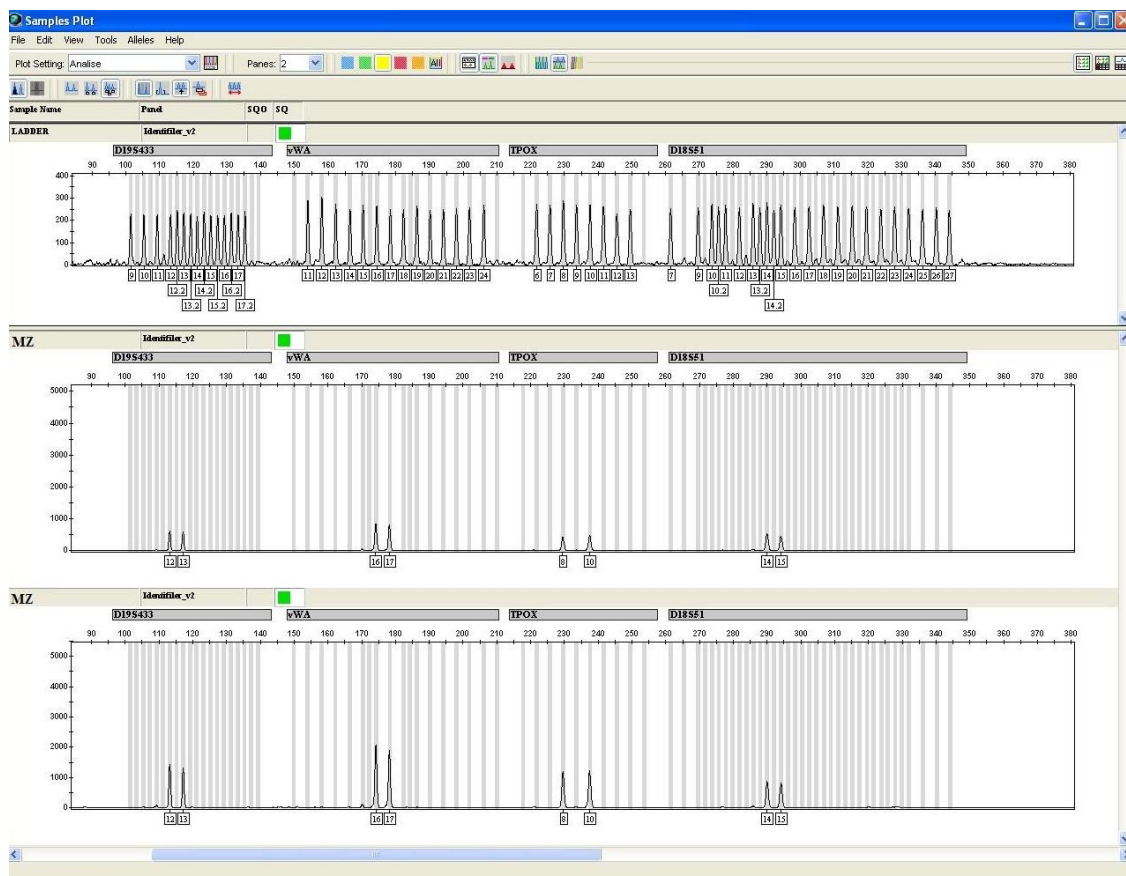 Samples Plot
File Edit View Tools Alleles Help
Plot Setting: Analise Panes: 2 All
Sample Name Panel SQO SQ
LADDER Identifiler_v2
D19S433 vWA TPOX D18S51
90 100 110 120 130 140 150 160 170 180 190 200 210 220 230 240 250 260 270 280 290 300 310 320 330 340 350 360 370 380
400
300
200
100
0
9 10 11 12 13 14 15 16 17 11 12 13 14 15 16 17 18 19 20 21 22 23 24 6 7 8 9 10 11 12 13 7 9 10 11 12 13 14 15 16 17 18 19 20 21 22 23 24 25 26 27
12.2 14.2 16.2 10.2 13.2
13.2 15.2 17.2 14.2
MZ Identifiler_v2
D19S433 vWA TPOX D18S51
90 100 110 120 130 140 150 160 170 180 190 200 210 220 230 240 250 260 270 280 290 300 310 320 330 340 350 360 370 380
5000
4000
3000
2000
1000
0
12 13 16 17 8 10 14 15
MZ Identifiler_v2
D19S433 vWA TPOX D18S51
90 100 110 120 130 140 150 160 170 180 190 200 210 220 230 240 250 260 270 280 290 300 310 320 330 340 350 360 370 380
5000
4000
3000
2000
1000
0
12 13 16 17 8 10 14 15